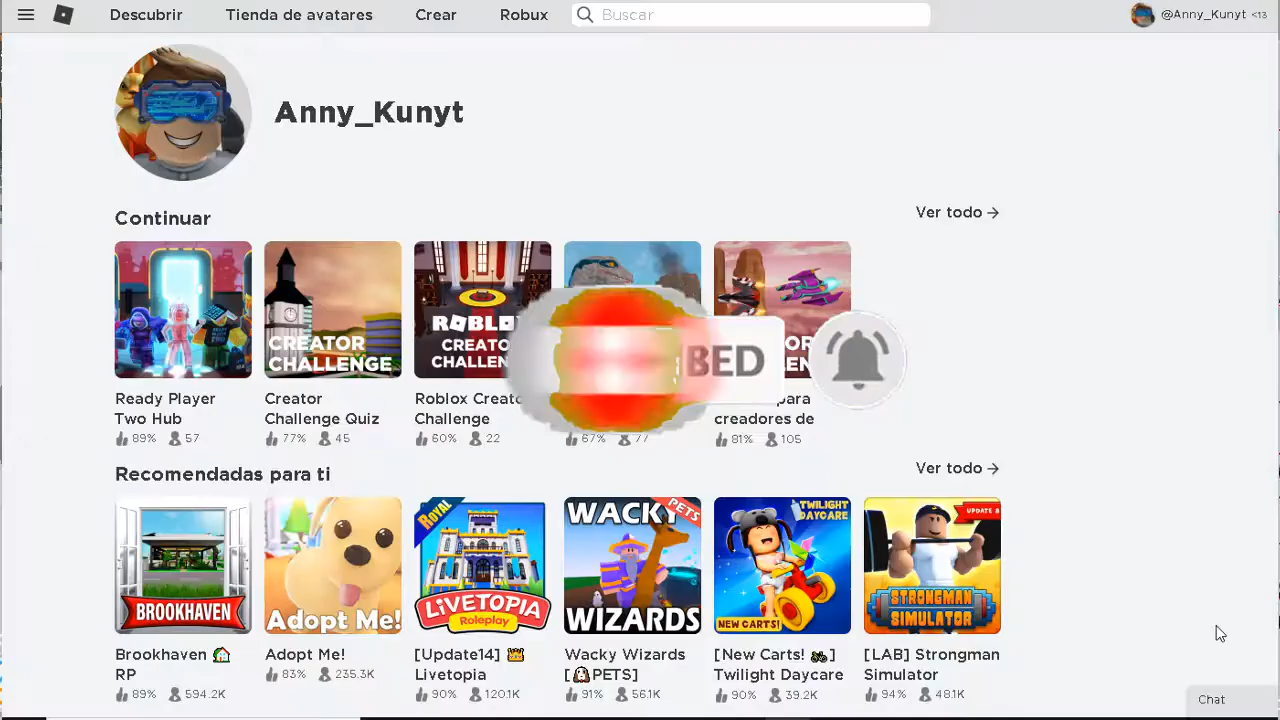 Descubrir Tienda de avatares Crear Robux Buscar @Anny_Kunyt <13
Anny_Kunyt
Continuar Ver todo →
CREATOR
CHALLENGE
ROBLO
CREATO
CHALLEN
BED
Ready Player
Two Hub
89% 57
Creator
Challenge Quiz
77% 45
Roblox Creato
Challenge
60% 22
67% 77
para
creadores de
81% 105
Recomendadas para ti Ver todo →
BROOKHAVEN
Adopt Me!
ROYAL
LIVETOPIA
Roleplay
WACKY
PETS
WIZARDS
TWILIGHT
DAYCARE
NEW CARTS!
UPDATE 8
STRONGMAN
SIMULATOR
Brookhaven 🏠
RP
89% 594.2K
Adopt Me!
83% 235.3K
[Update14] 👑
Livetopia
90% 120.1K
Wacky Wizards
[🐶PETS]
91% 56.1K
[New Carts! 🏍️]
Twilight Daycare
90% 39.2K
[LAB] Strongman
Simulator
94% 48.1K
Chat